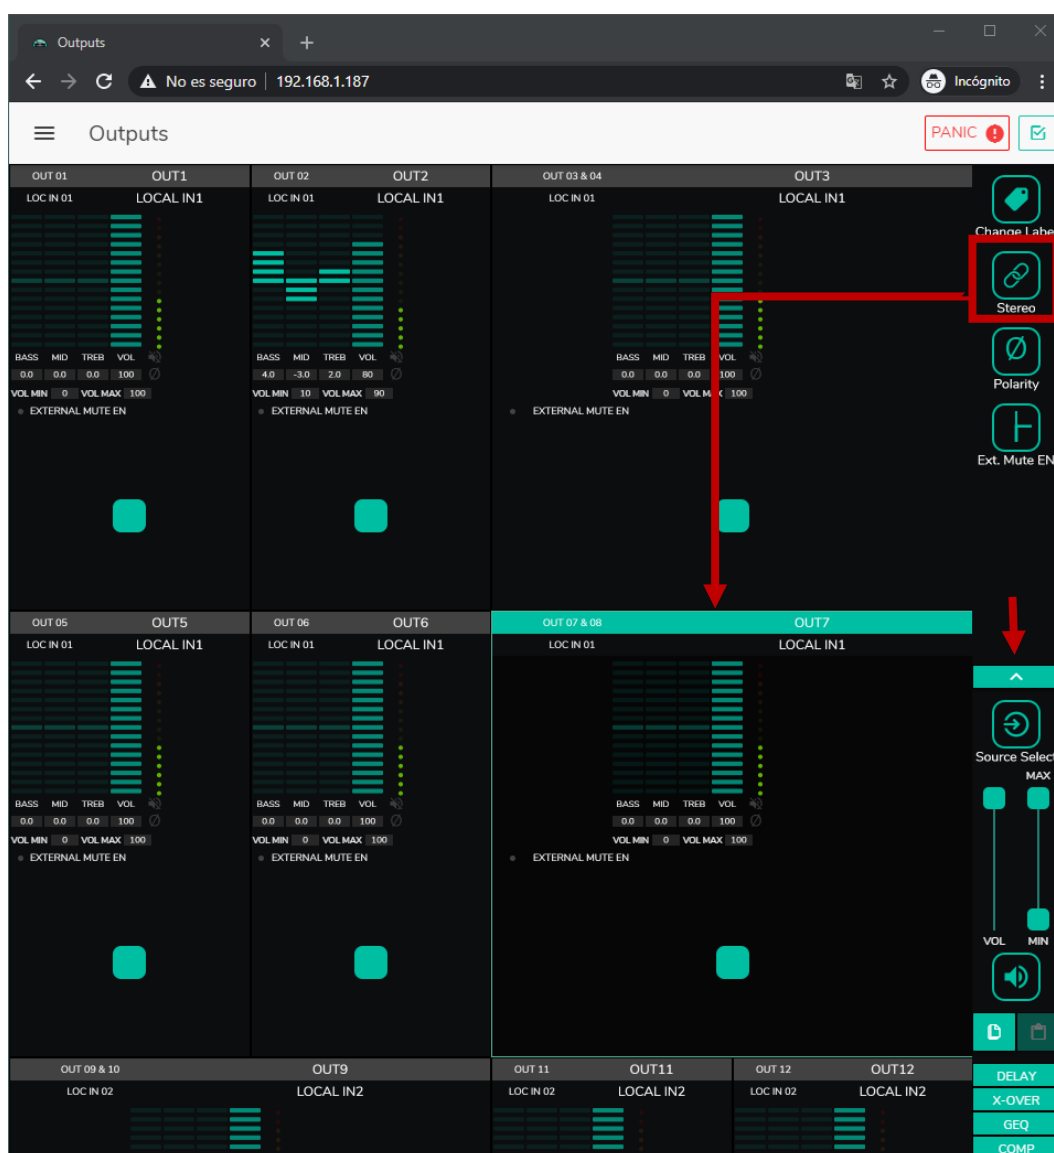 Outputs
No es seguro | 192.168.1.187
Incógnito
Outputs
PANIC
OUT 01 OUT1 OUT 02 OUT2 OUT 03 & 04 OUT3
LOC IN 01 LOCAL IN1 LOC IN 01 LOCAL IN1 LOC IN 01 LOCAL IN1
Change Labe
Stereo
Polarity
Ext. Mute EN
BASS MID TREB VOL BASS MID TREB VOL BASS MID TREB VOL
0.0 0.0 0.0 100 Ø 4.0 -3.0 2.0 80 Ø 0.0 0.0 0.0 100 Ø
VOL MIN 0 VOL MAX 100 VOL MIN 10 VOL MAX 90 VOL MIN 0 VOL MAX 100
EXTERNAL MUTE EN EXTERNAL MUTE EN EXTERNAL MUTE EN
OUT 05 OUT5 OUT 06 OUT6 OUT 07 & 08 OUT7
LOC IN 01 LOCAL IN1 LOC IN 01 LOCAL IN1 LOC IN 01 LOCAL IN1
Source Select
MAX
BASS MID TREB VOL BASS MID TREB VOL BASS MID TREB VOL
0.0 0.0 0.0 100 Ø 0.0 0.0 0.0 100 Ø 0.0 0.0 0.0 100 Ø
VOL MIN 0 VOL MAX 100 VOL MIN 0 VOL MAX 100 VOL MIN 0 VOL MAX 100
EXTERNAL MUTE EN EXTERNAL MUTE EN EXTERNAL MUTE EN
VOL MIN
OUT 09 & 10 OUT9 OUT 11 OUT11 OUT 12 OUT12
LOC IN 02 LOCAL IN2 LOC IN 02 LOCAL IN2 LOC IN 02 LOCAL IN2
DELAY
X-OVER
GEQ
COMP